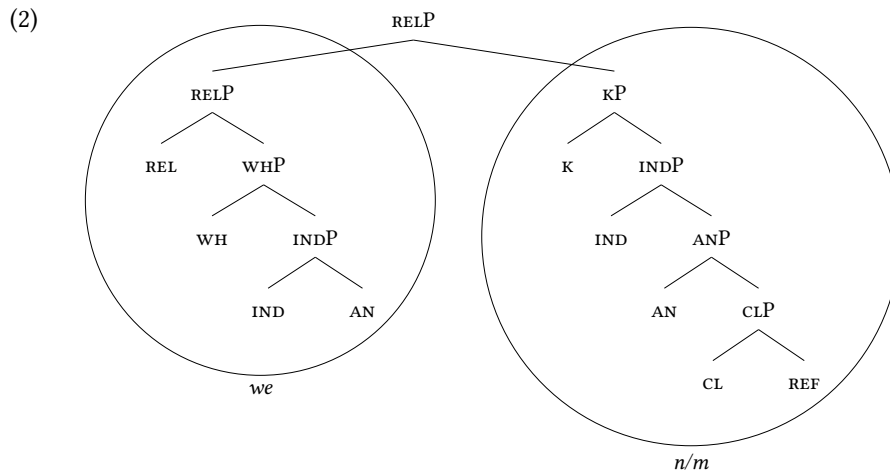 (2)
RELP
RELP KP
REL WHP K INDP
WH INDP IND ANP
IND AN AN CLP
we CL REF
n/m